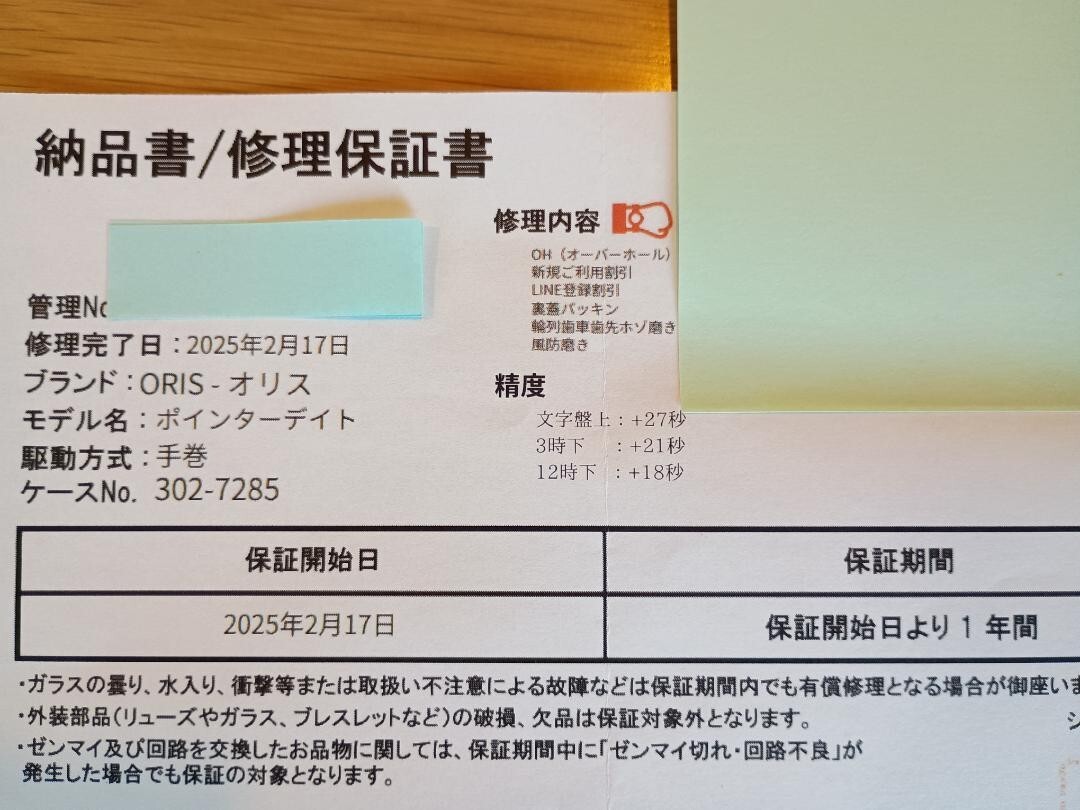 納品書/修理保証書
修理内容
OH（オーバーホール）
新規ご利用割引
LINE登録割引
裏蓋パッキン
輪列歯車歯先ホゾ磨き
風防磨き
管理No
修理完了日：2025年2月17日
ブランド：ORIS - オリス
モデル名：ポインターデイト
駆動方式：手巻
ケースNo. 302-7285
精度
文字盤上：+27秒
3時下　：+21秒
12時下　：+18秒
保証開始日 保証期間
2025年2月17日 保証開始日より 1 年間
・ガラスの曇り、水入り、衝撃等または取扱い不注意による故障などは保証期間内でも有償修理となる場合が御座いま
・外装部品（リューズやガラス、ブレスレットなど）の破損、欠品は保証対象外となります。
・ゼンマイ及び回路を交換したお品物に関しては、保証期間中に「ゼンマイ切れ・回路不良」が
発生した場合でも保証の対象となります。